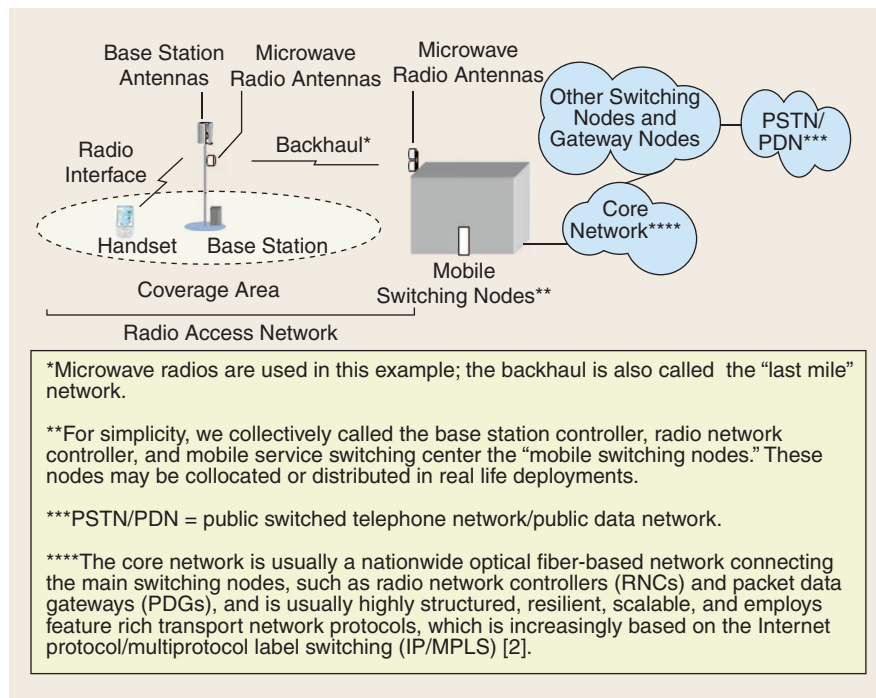 Base Station
Antennas
Microwave
Radio Antennas
Microwave
Radio Antennas
Other Switching
Nodes and
Gateway Nodes
PSTN/
PDN***
Radio
Interface
Backhaul*
Core
Network****
Handset
Base Station
Mobile
Switching Nodes**
Coverage Area
Radio Access Network
*Microwave radios are used in this example; the backhaul is also called the “last mile”
network.
**For simplicity, we collectively called the base station controller, radio network
controller, and mobile service switching center the “mobile switching nodes.” These
nodes may be collocated or distributed in real life deployments.
***PSTN/PDN = public switched telephone network/public data network.
****The core network is usually a nationwide optical fiber-based network connecting
the main switching nodes, such as radio network controllers (RNCs) and packet data
gateways (PDGs), and is usually highly structured, resilient, scalable, and employs
feature rich transport network protocols, which is increasingly based on the Internet
protocol/multiprotocol label switching (IP/MPLS) [2].